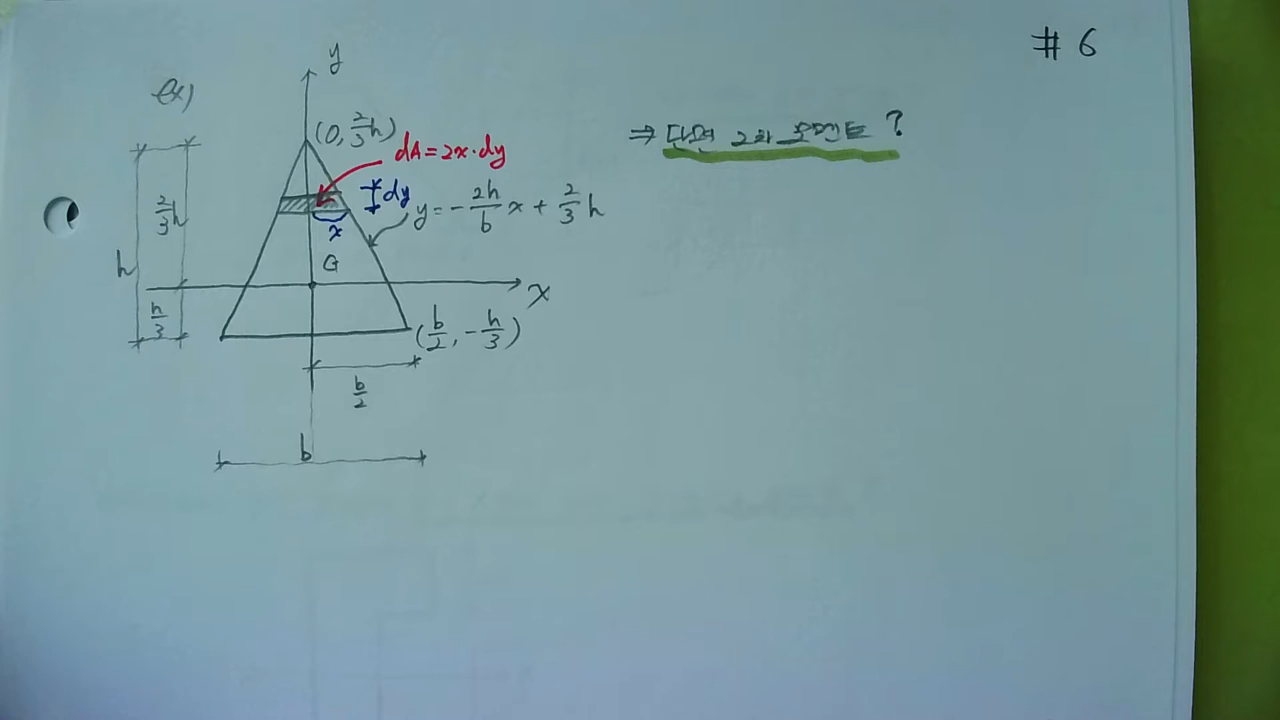 # 6
ex)
y
(0, 2/3 h)
⇒ 단면 2차 모멘트 ?
dA = 2x · dy
dy
y = - 2h/b x + 2/3 h
x
2/3 h
h
G
x
h/3
(b/2, - h/3)
b/2
b